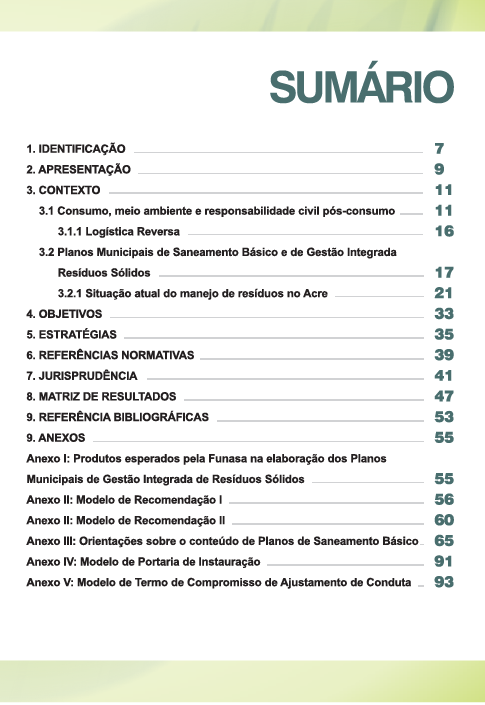 SUMÁRIO
1. IDENTIFICAÇÃO 7
2. APRESENTAÇÃO 9
3. CONTEXTO 11
3.1 Consumo, meio ambiente e responsabilidade civil pós-consumo 11
3.1.1 Logística Reversa 16
3.2 Planos Municipais de Saneamento Básico e de Gestão Integrada
Resíduos Sólidos 17
3.2.1 Situação atual do manejo de resíduos no Acre 21
4. OBJETIVOS 33
5. ESTRATÉGIAS 35
6. REFERÊNCIAS NORMATIVAS 39
7. JURISPRUDÊNCIA 41
8. MATRIZ DE RESULTADOS 47
9. REFERÊNCIA BIBLIOGRÁFICAS 53
9. ANEXOS 55
Anexo I: Produtos esperados pela Funasa na elaboração dos Planos
Municipais de Gestão Integrada de Resíduos Sólidos 55
Anexo II: Modelo de Recomendação I 56
Anexo II: Modelo de Recomendação II 60
Anexo III: Orientações sobre o conteúdo de Planos de Saneamento Básico 65
Anexo IV: Modelo de Portaria de Instauração 91
Anexo V: Modelo de Termo de Compromisso de Ajustamento de Conduta 93